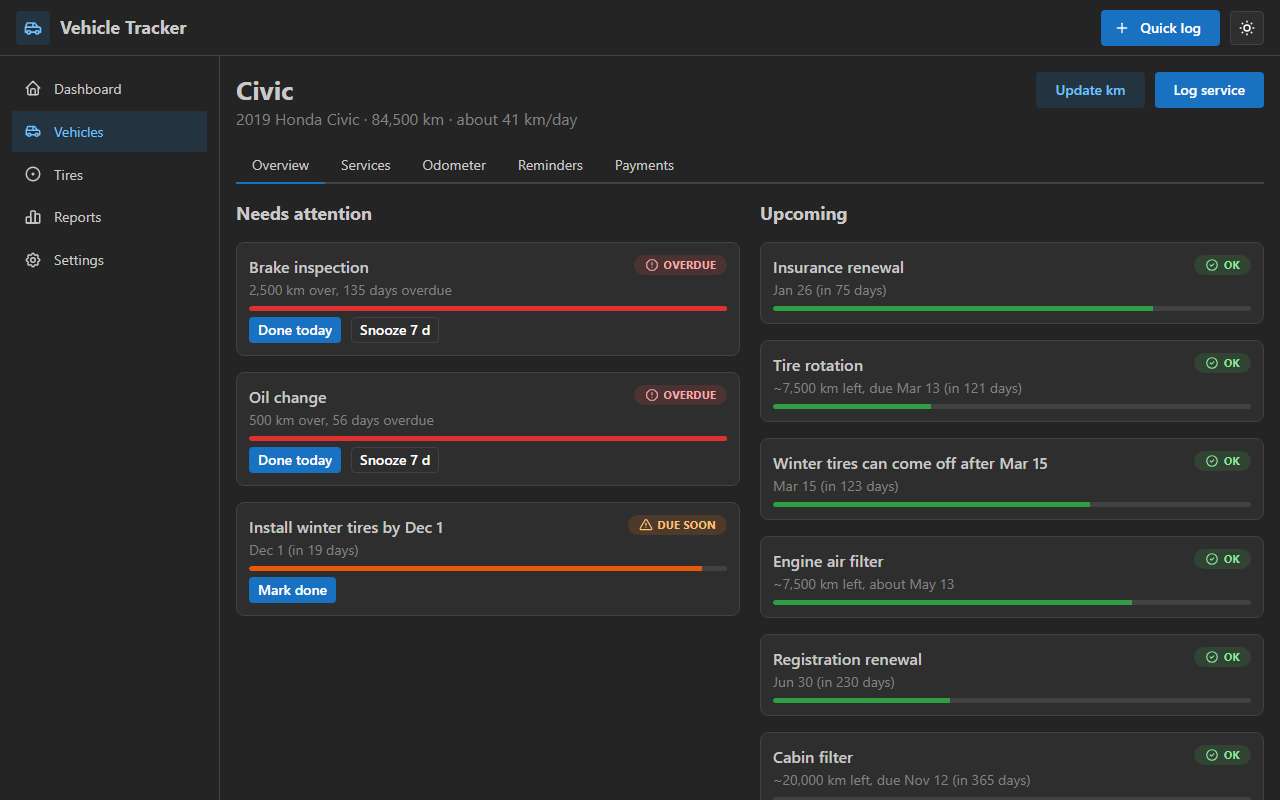 Vehicle Tracker
Quick log
Dashboard
Vehicles
Tires
Reports
Settings
Civic
2019 Honda Civic · 84,500 km · about 41 km/day
Update km
Log service
Overview
Services
Odometer
Reminders
Payments
Needs attention
Brake inspection
OVERDUE
2,500 km over, 135 days overdue
Done today
Snooze 7 d
Oil change
OVERDUE
500 km over, 56 days overdue
Done today
Snooze 7 d
Install winter tires by Dec 1
DUE SOON
Dec 1 (in 19 days)
Mark done
Upcoming
Insurance renewal
OK
Jan 26 (in 75 days)
Tire rotation
OK
~7,500 km left, due Mar 13 (in 121 days)
Winter tires can come off after Mar 15
OK
Mar 15 (in 123 days)
Engine air filter
OK
~7,500 km left, about May 13
Registration renewal
OK
Jun 30 (in 230 days)
Cabin filter
OK
~20,000 km left, due Nov 12 (in 365 days)